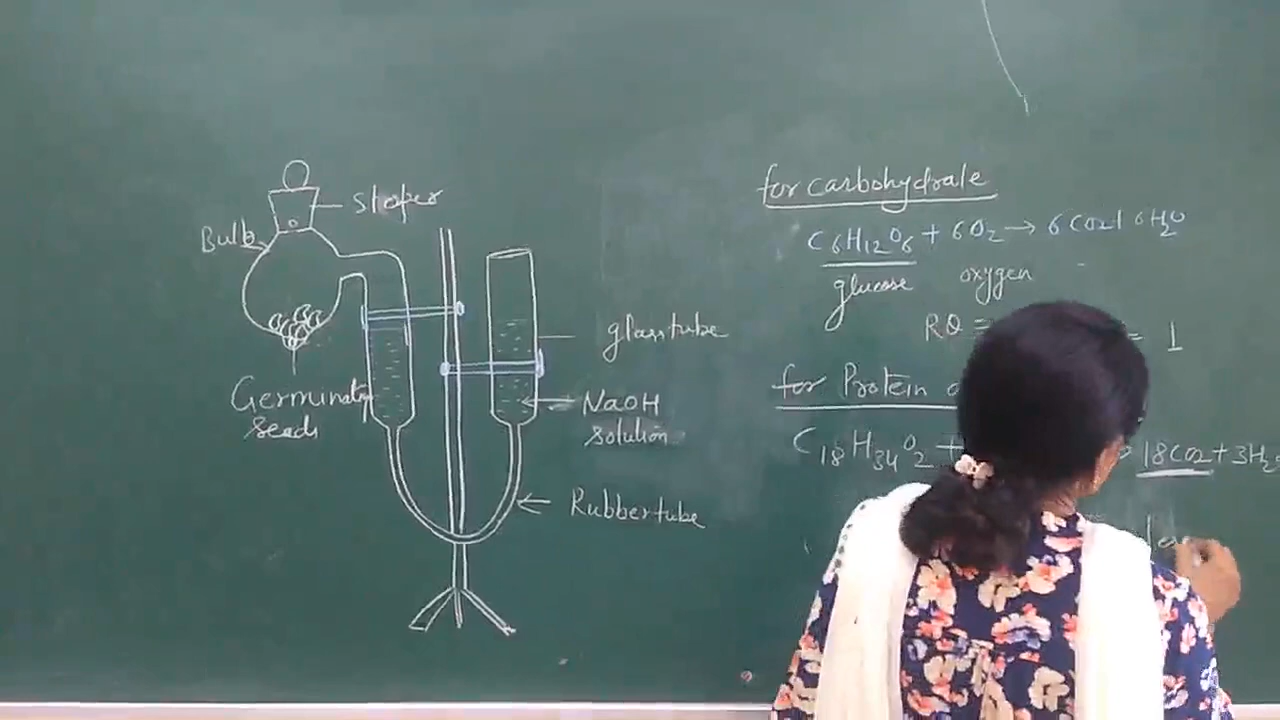 stoper
Bulb
Germinating
seeds
glasstube
NaOH
solution
Rubbertube
for carbohydrate
C6H12O6 + 6O2 → 6CO2+6H2O
glucose oxygen
RQ = = 1
for Protein
C18H34O2 + 18CO2+3H2